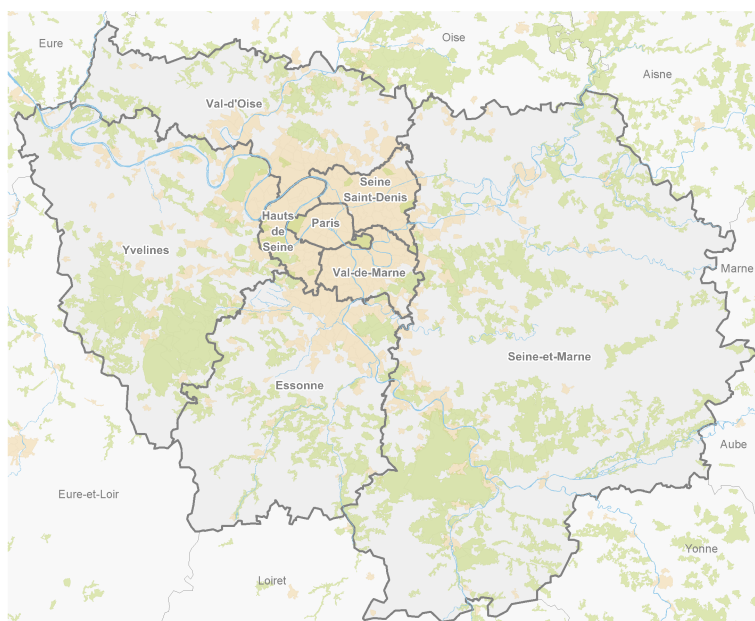 Eure
Oise
Aisne
Val-d'Oise
Seine
Saint-Denis
Hauts
de
Seine
Paris
Yvelines
Val-de-Marne
Marne
Seine-et-Marne
Essonne
Aube
Eure-et-Loir
Yonne
Loiret